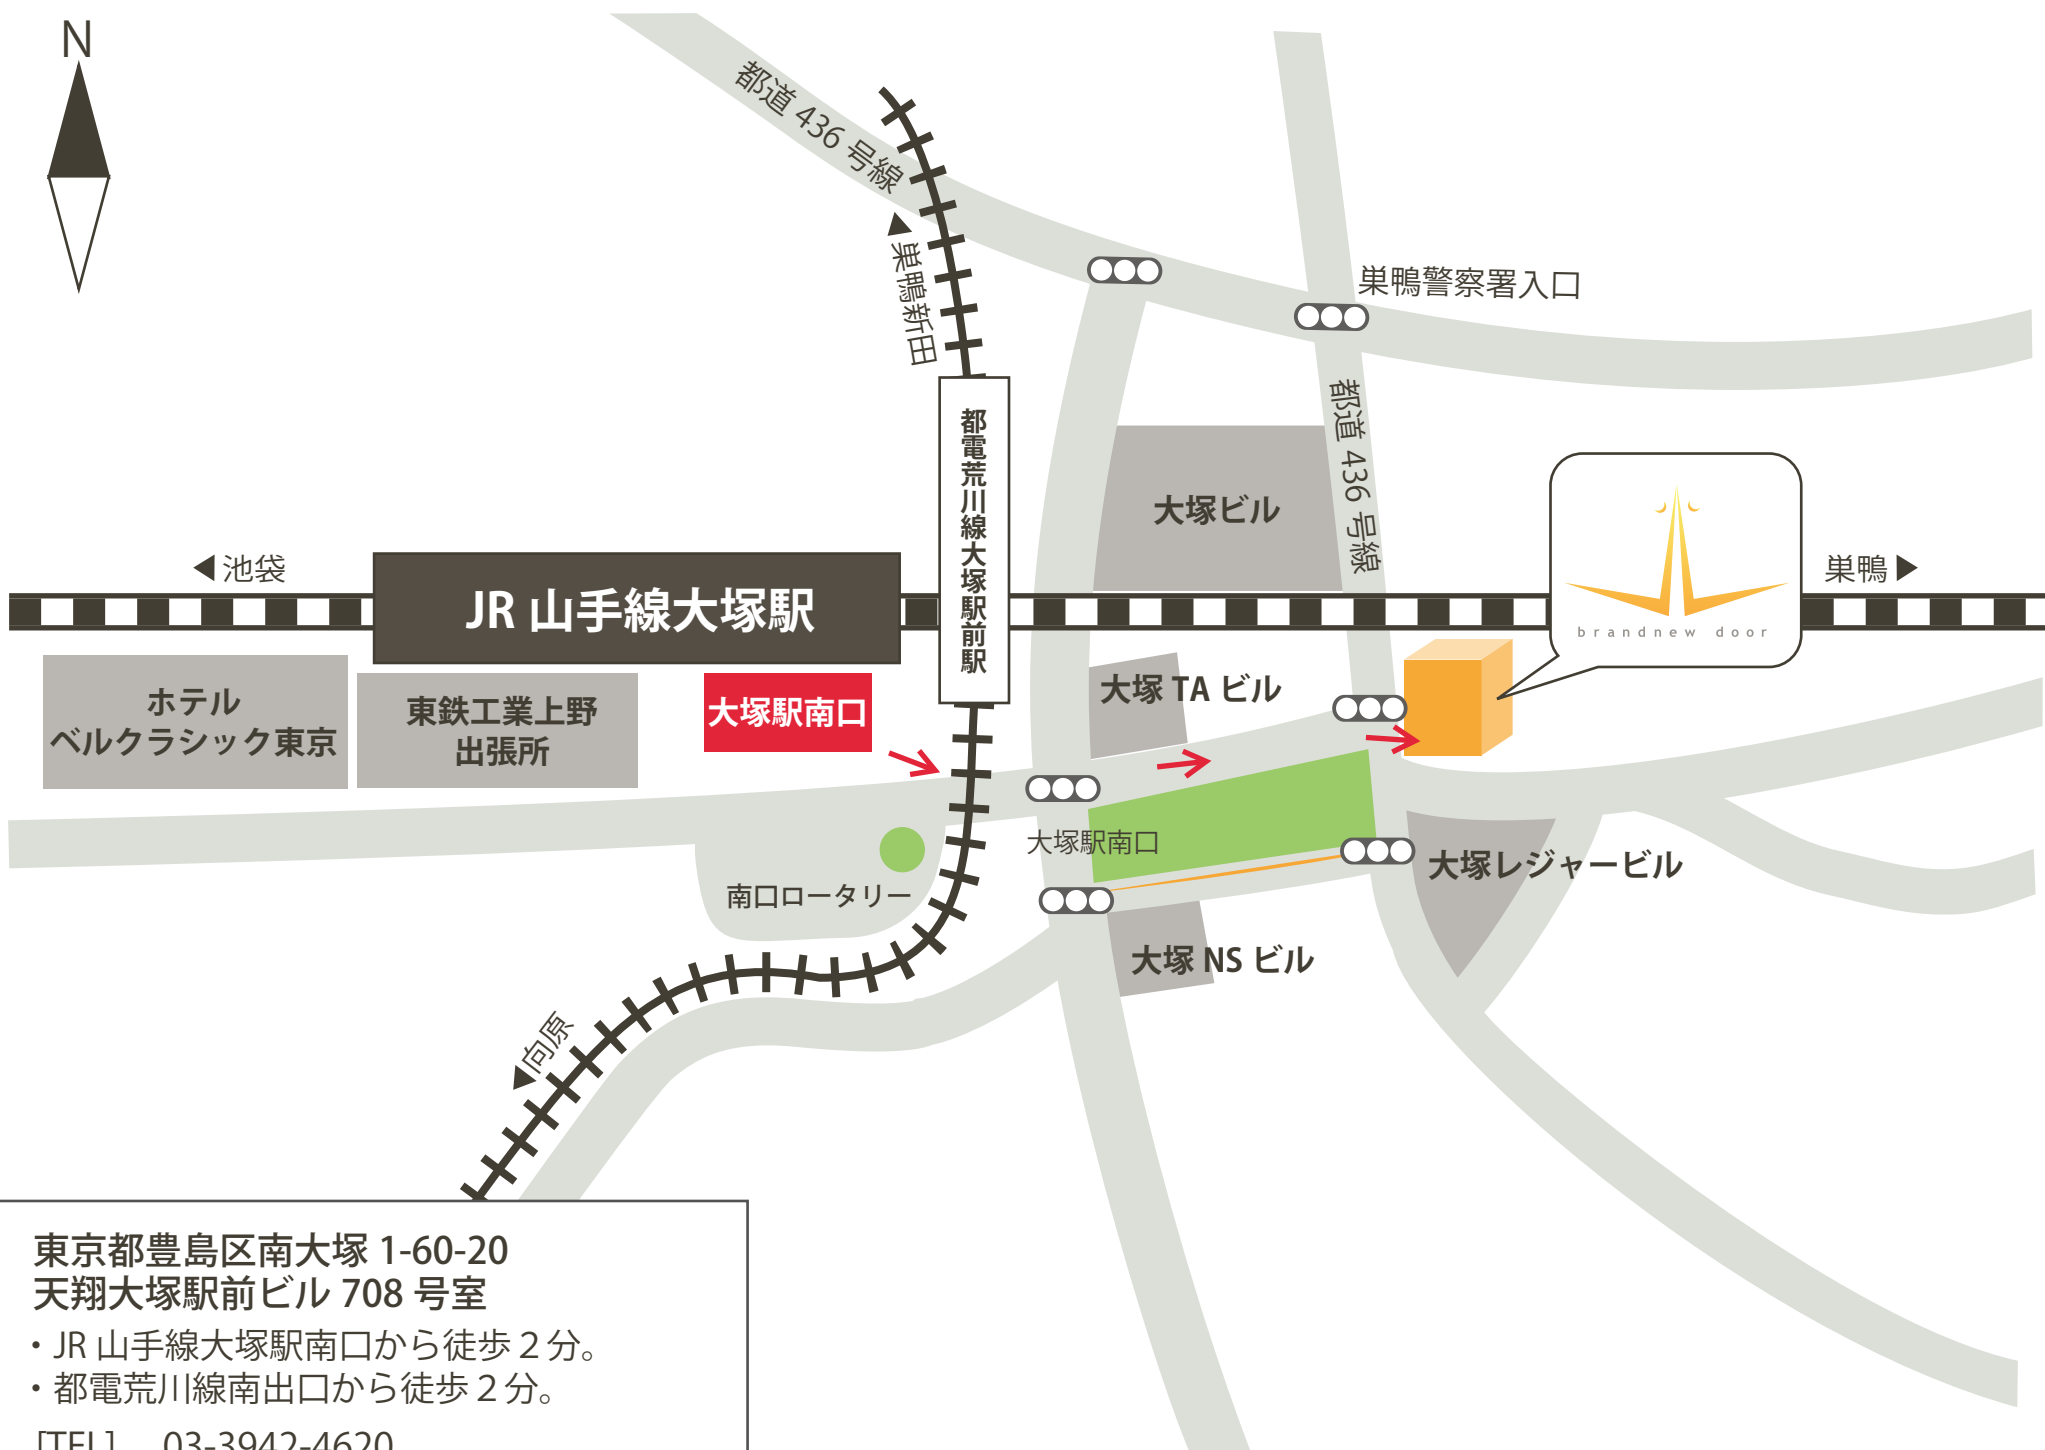 N
都道 436 号線
巣鴨新田
巣鴨警察署入口
都道 436 号線
都電荒川線大塚駅前駅
大塚ビル
池袋
JR 山手線大塚駅
巣鴨
brandnew door
ホテル
ベルクラシック東京
東鉄工業上野
出張所
大塚駅南口
大塚 TA ビル
大塚駅南口
南口ロータリー
大塚レジャービル
大塚 NS ビル
向原
東京都豊島区南大塚 1-60-20
天翔大塚駅前ビル 708 号室
・JR 山手線大塚駅南口から徒歩２分。
・都電荒川線南出口から徒歩２分。
[TEL] 03-3942-4620